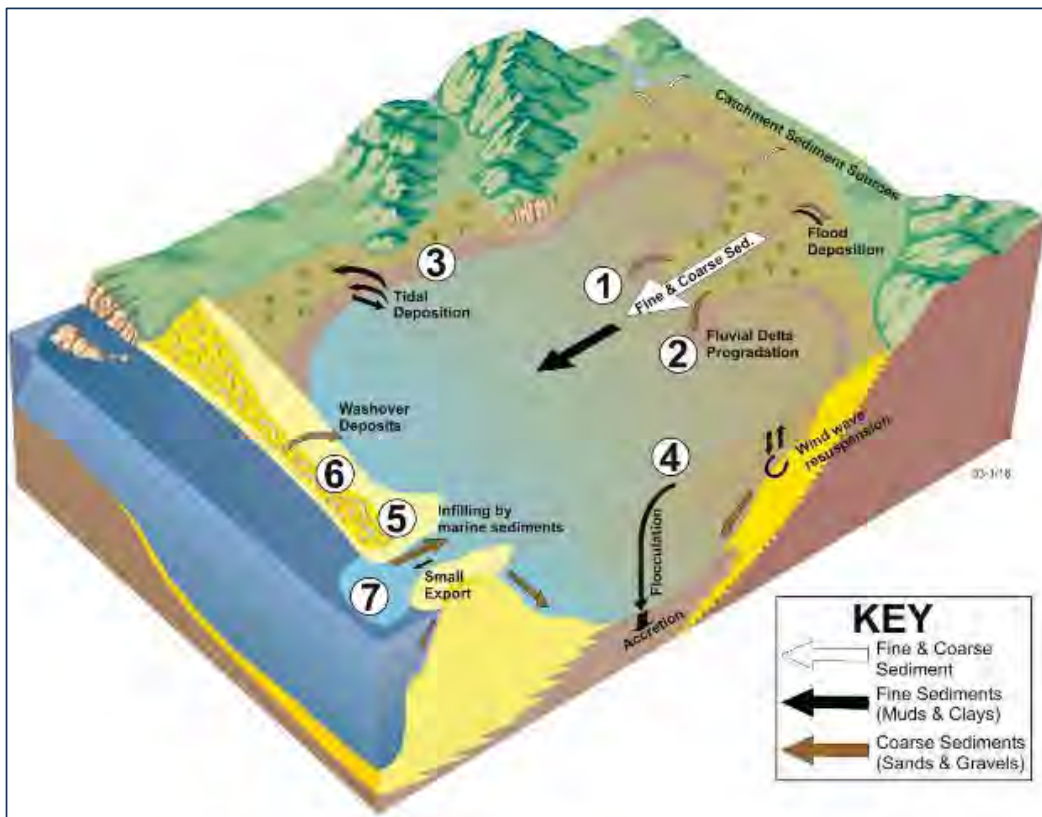 Catchment Sediment Sources
Flood
Deposition
3
1
Fine & Coarse Sed.
Tidal
Deposition
2
Fluvial Delta
Progradation
Washover
Deposits
4
Wind wave
resuspension
6
5
Infilling by
marine sediments
Flocculation
7
Small
Export
Accretion
KEY
Fine & Coarse
Sediment
Fine Sediments
(Muds & Clays)
Coarse Sediments
(Sands & Gravels)